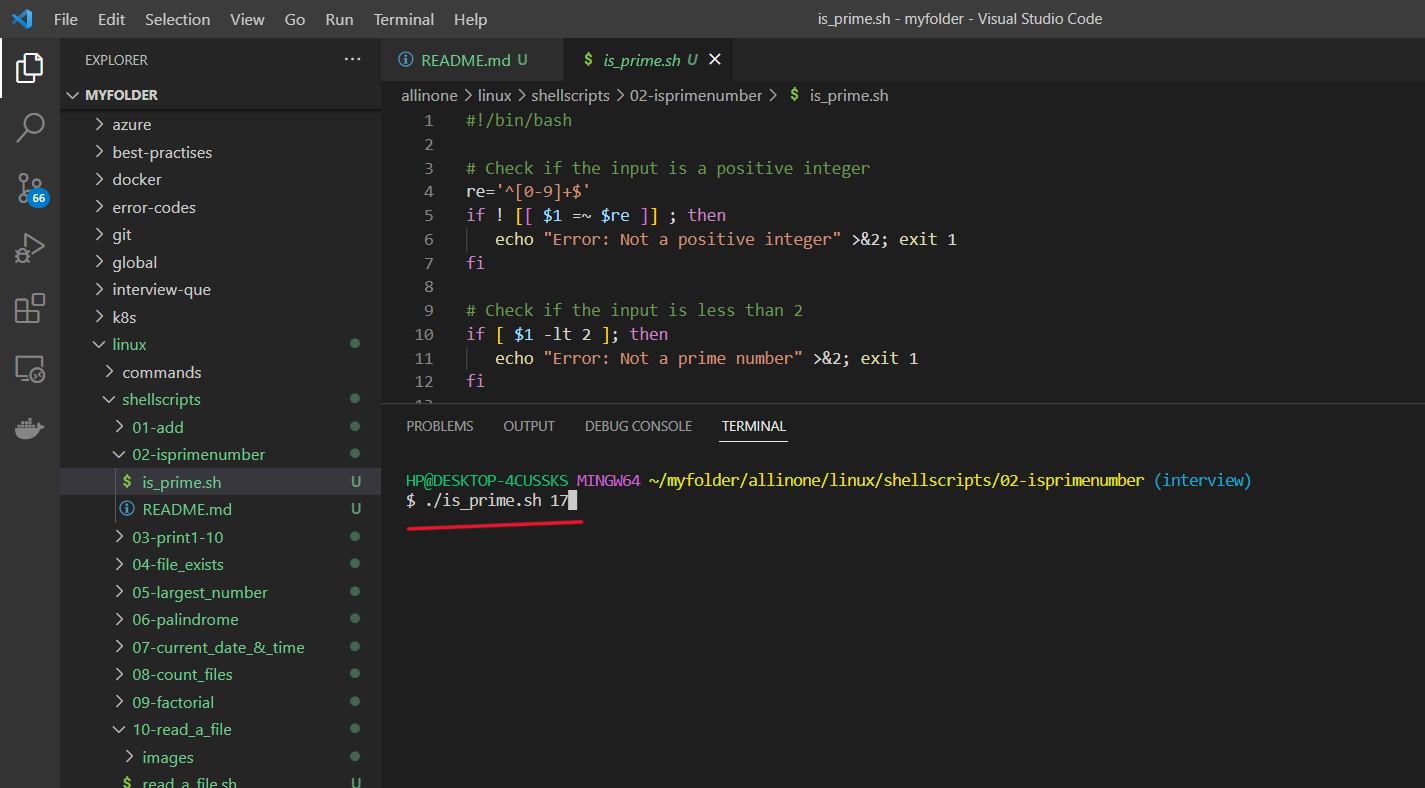 File Edit Selection View Go Run Terminal Help is_prime.sh - myfolder - Visual Studio Code
EXPLORER ···
MYFOLDER
azure
best-practises
docker
error-codes
git
global
interview-que
k8s
linux
commands
shellscripts
01-add
02-isprimenumber
$ is_prime.sh U
README.md U
03-print1-10
04-file_exists
05-largest_number
06-palindrome
07-current_date_&_time
08-count_files
09-factorial
10-read_a_file
images
$ read_a_file.sh U
66
README.md U $ is_prime.sh U
allinone > linux > shellscripts > 02-isprimenumber > $ is_prime.sh
1 #!/bin/bash
2
3 # Check if the input is a positive integer
4 re='^[0-9]+$'
5 if ! [[ $1 =~ $re ]] ; then
6 echo "Error: Not a positive integer" >&2; exit 1
7 fi
8
9 # Check if the input is less than 2
10 if [ $1 -lt 2 ]; then
11 echo "Error: Not a prime number" >&2; exit 1
12 fi
13
PROBLEMS OUTPUT DEBUG CONSOLE TERMINAL
HP@DESKTOP-4CUSSKS MINGW64 ~/myfolder/allinone/linux/shellscripts/02-isprimenumber (interview)
$ ./is_prime.sh 17